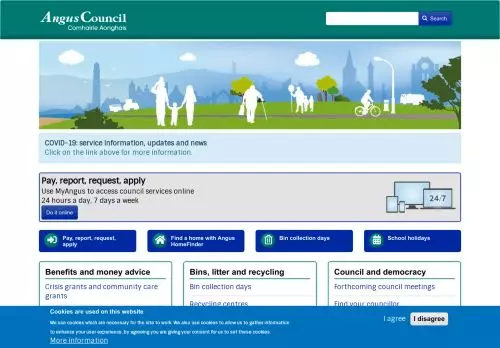 Angus Council
Comhairle Aonghais
Search
COVID-19: service information, updates and news
Click on the link above for more information.
Pay, report, request, apply
Use MyAngus to access council services online
24 hours a day, 7 days a week
Do it online
24/7
Pay, report, request, apply
Find a home with Angus HomeFinder
Bin collection days
School holidays
Benefits and money advice
Crisis grants and community care grants
Bins, litter and recycling
Bin collection days
Recycling centres
Council and democracy
Forthcoming council meetings
Find your councillor
Cookies are used on this website
We use cookies which are necessary for the site to work. We also use cookies to allow us to gather information
to enhance your user experience, by agreeing you are giving your consent for us to set these cookies.
More information
I agree
I disagree